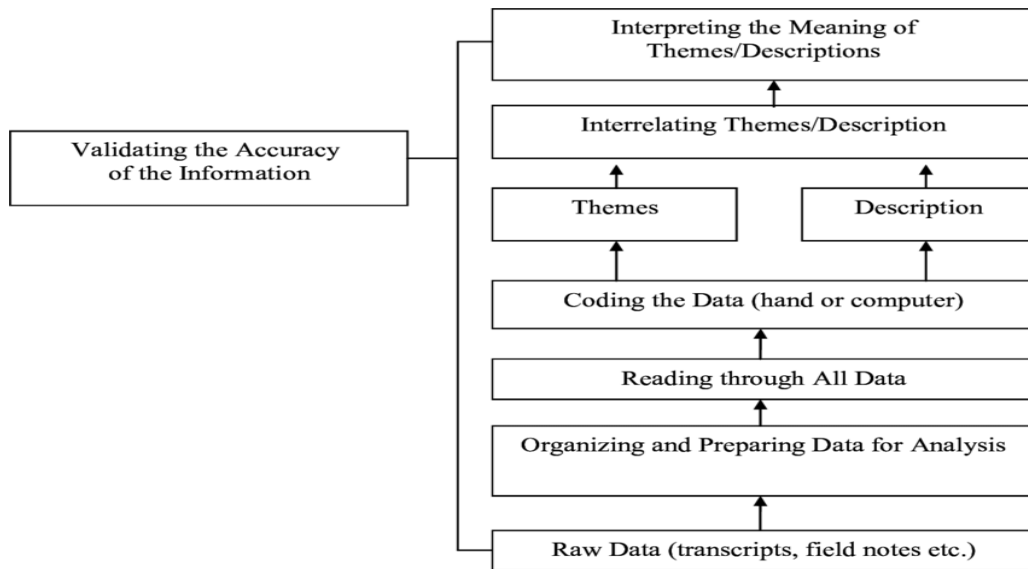 Interpreting the Meaning of
Themes/Descriptions
Interrelating Themes/Description
Validating the Accuracy
of the Information
Themes
Description
Coding the Data (hand or computer)
Reading through All Data
Organizing and Preparing Data for Analysis
Raw Data (transcripts, field notes etc.)